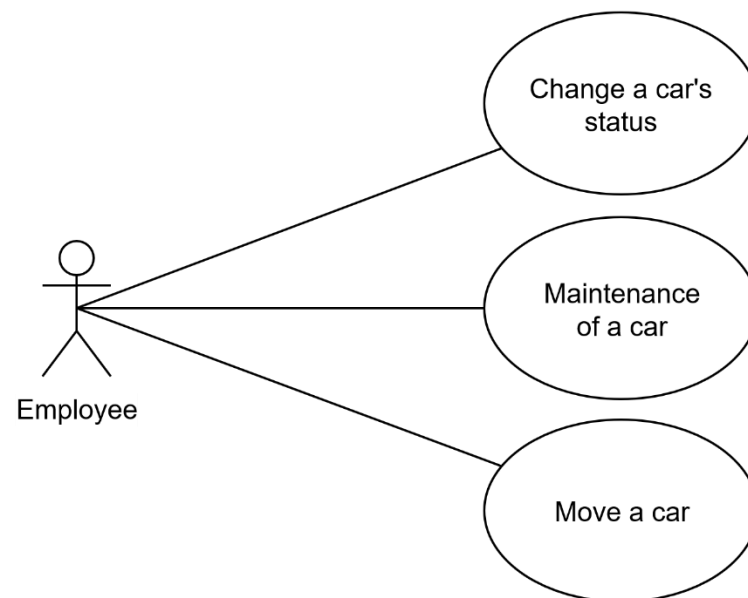 Change a car's
status
Maintenance
of a car
Employee
Move a car